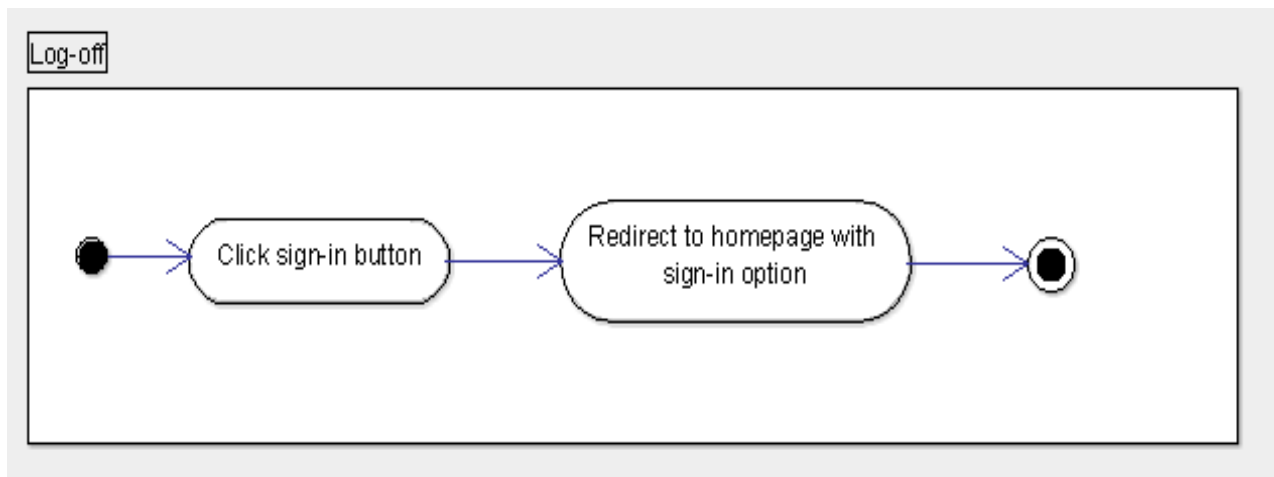 Log-off
Click sign-in button
Redirect to homepage with
sign-in option